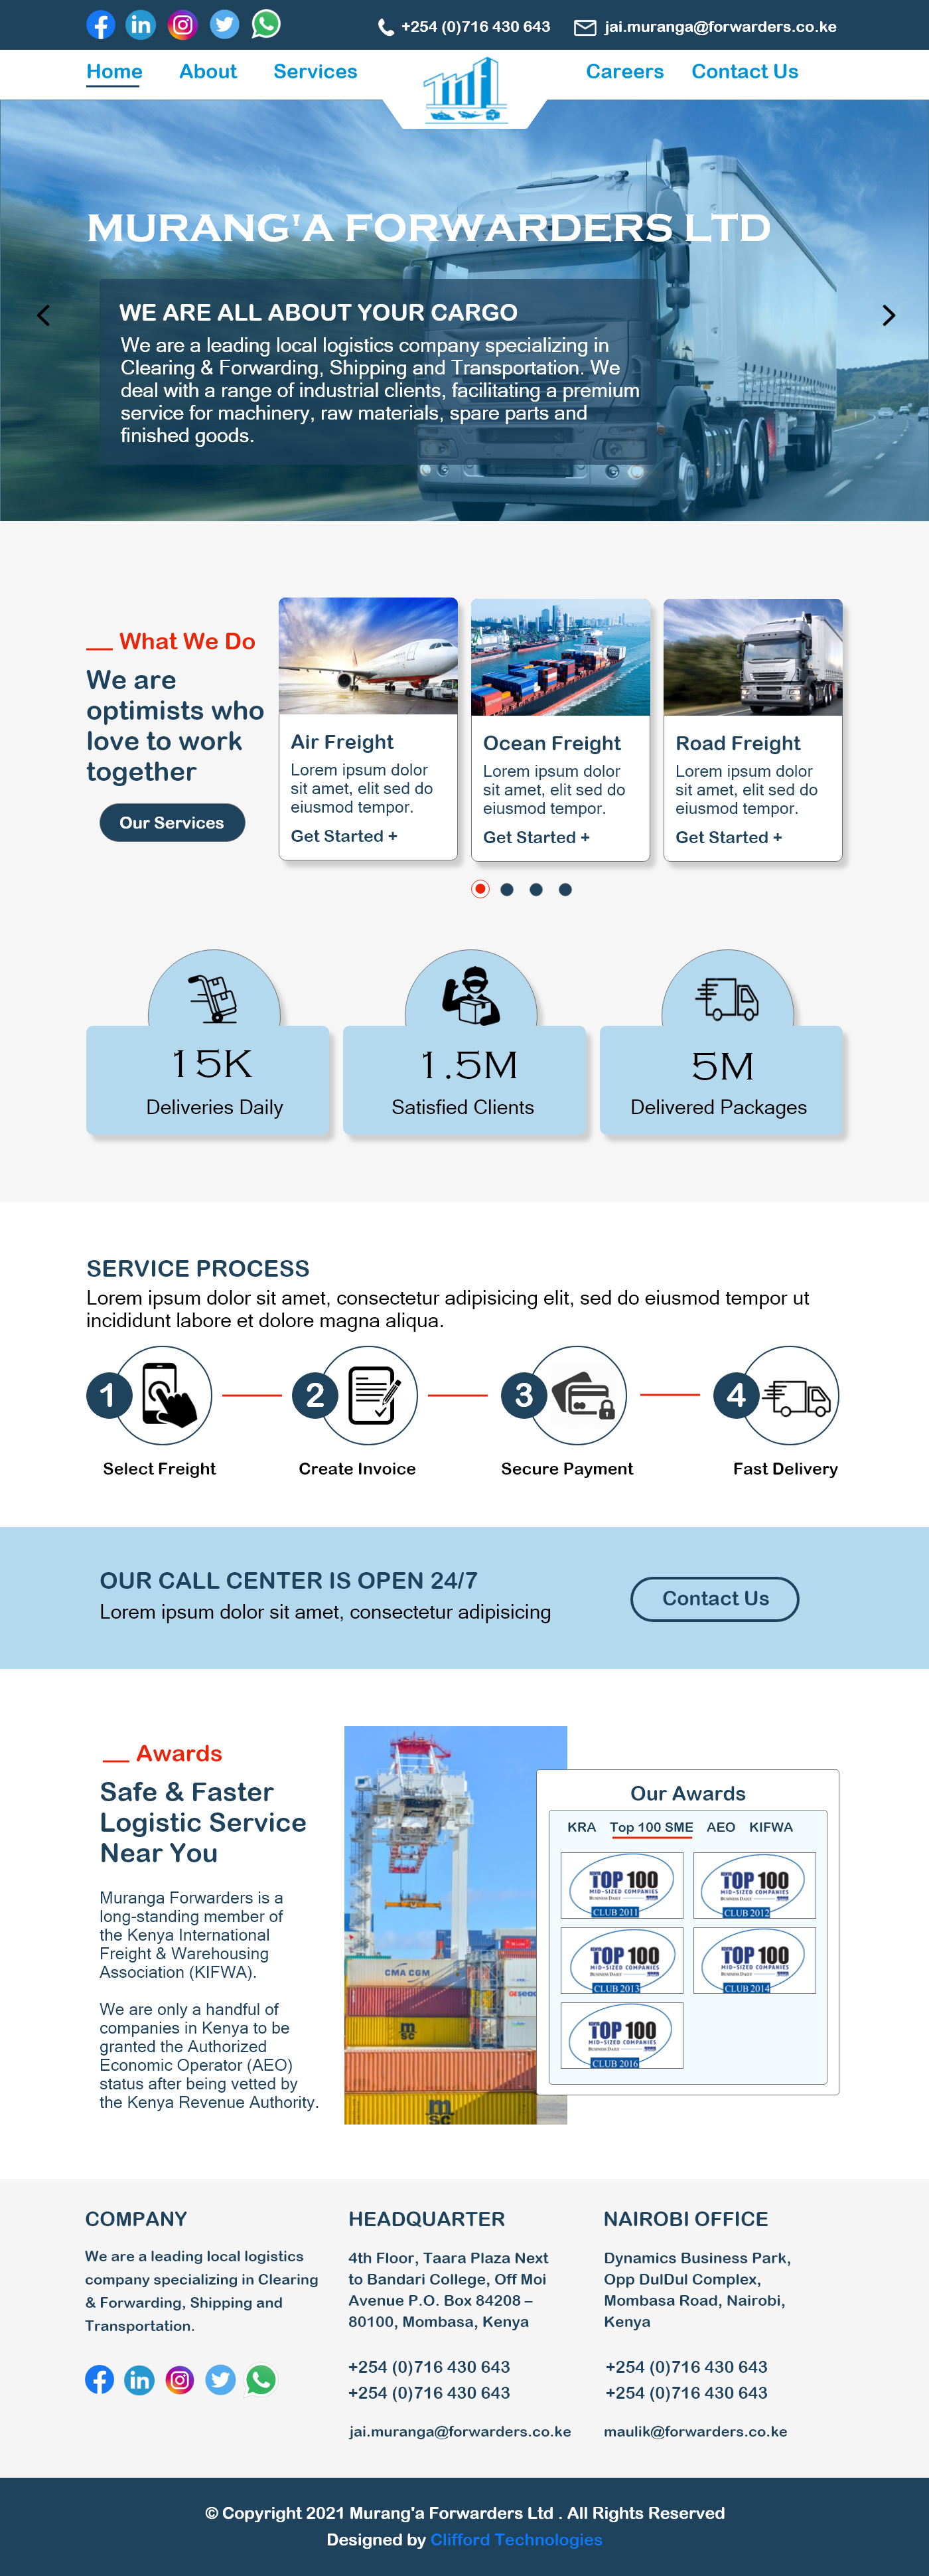 +254 (0)716 430 643 jai.muranga@forwarders.co.ke
Home About Services Careers Contact Us
MURANG'A FORWARDERS LTD
WE ARE ALL ABOUT YOUR CARGO
We are a leading local logistics company specializing in
Clearing & Forwarding, Shipping and Transportation. We
deal with a range of industrial clients, facilitating a premium
service for machinery, raw materials, spare parts and
finished goods.
What We Do
We are
optimists who
love to work
together
Our Services
Air Freight
Lorem ipsum dolor
sit amet, elit sed do
eiusmod tempor.
Get Started +
Ocean Freight
Lorem ipsum dolor
sit amet, elit sed do
eiusmod tempor.
Get Started +
Road Freight
Lorem ipsum dolor
sit amet, elit sed do
eiusmod tempor.
Get Started +
15K
Deliveries Daily
1.5M
Satisfied Clients
5M
Delivered Packages
SERVICE PROCESS
Lorem ipsum dolor sit amet, consectetur adipisicing elit, sed do eiusmod tempor ut
incididunt labore et dolore magna aliqua.
1 2 3 4
Select Freight Create Invoice Secure Payment Fast Delivery
OUR CALL CENTER IS OPEN 24/7
Lorem ipsum dolor sit amet, consectetur adipisicing
Contact Us
Awards
Safe & Faster
Logistic Service
Near You
Muranga Forwarders is a
long-standing member of
the Kenya International
Freight & Warehousing
Association (KIFWA).
We are only a handful of
companies in Kenya to be
granted the Authorized
Economic Operator (AEO)
status after being vetted by
the Kenya Revenue Authority.
CMA CGM
msc
msc
Our Awards
KRA Top 100 SME AEO KIFWA
TOP 100
MID-SIZED COMPANIES
BUSINESS DAILY
CLUB 2011
TOP 100
MID-SIZED COMPANIES
BUSINESS DAILY
CLUB 2012
TOP 100
MID-SIZED COMPANIES
BUSINESS DAILY
CLUB 2013
TOP 100
MID-SIZED COMPANIES
BUSINESS DAILY
CLUB 2014
TOP 100
MID-SIZED COMPANIES
BUSINESS DAILY
CLUB 2016
COMPANY
We are a leading local logistics
company specializing in Clearing
& Forwarding, Shipping and
Transportation.
HEADQUARTER
4th Floor, Taara Plaza Next
to Bandari College, Off Moi
Avenue P.O. Box 84208 –
80100, Mombasa, Kenya
+254 (0)716 430 643
+254 (0)716 430 643
jai.muranga@forwarders.co.ke
NAIROBI OFFICE
Dynamics Business Park,
Opp DulDul Complex,
Mombasa Road, Nairobi,
Kenya
+254 (0)716 430 643
+254 (0)716 430 643
maulik@forwarders.co.ke
© Copyright 2021 Murang'a Forwarders Ltd . All Rights Reserved
Designed by Clifford Technologies